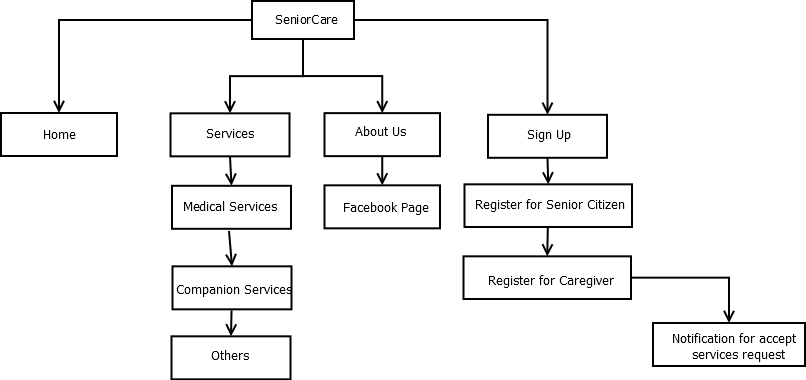 SeniorCare
Home
Services
About Us
Sign Up
Medical Services
Facebook Page
Register for Senior Citizen
Companion Services
Register for Caregiver
Others
Notification for accept
services request